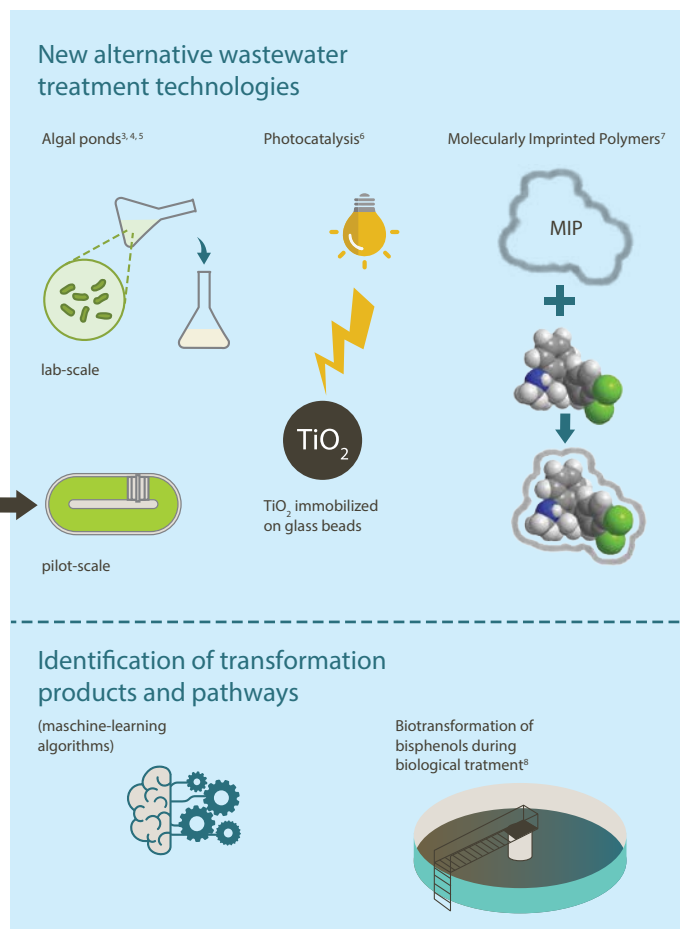 New alternative wastewater
treatment technologies
Algal ponds³˒ ⁴˒ ⁵
Photocatalysis⁶
Molecularly Imprinted Polymers⁷
MIP
lab-scale
TiO₂
TiO₂ immobilized
on glass beads
pilot-scale
Identification of transformation
products and pathways
(maschine-learning
algorithms)
Biotransformation of
bisphenols during
biological tratment⁸